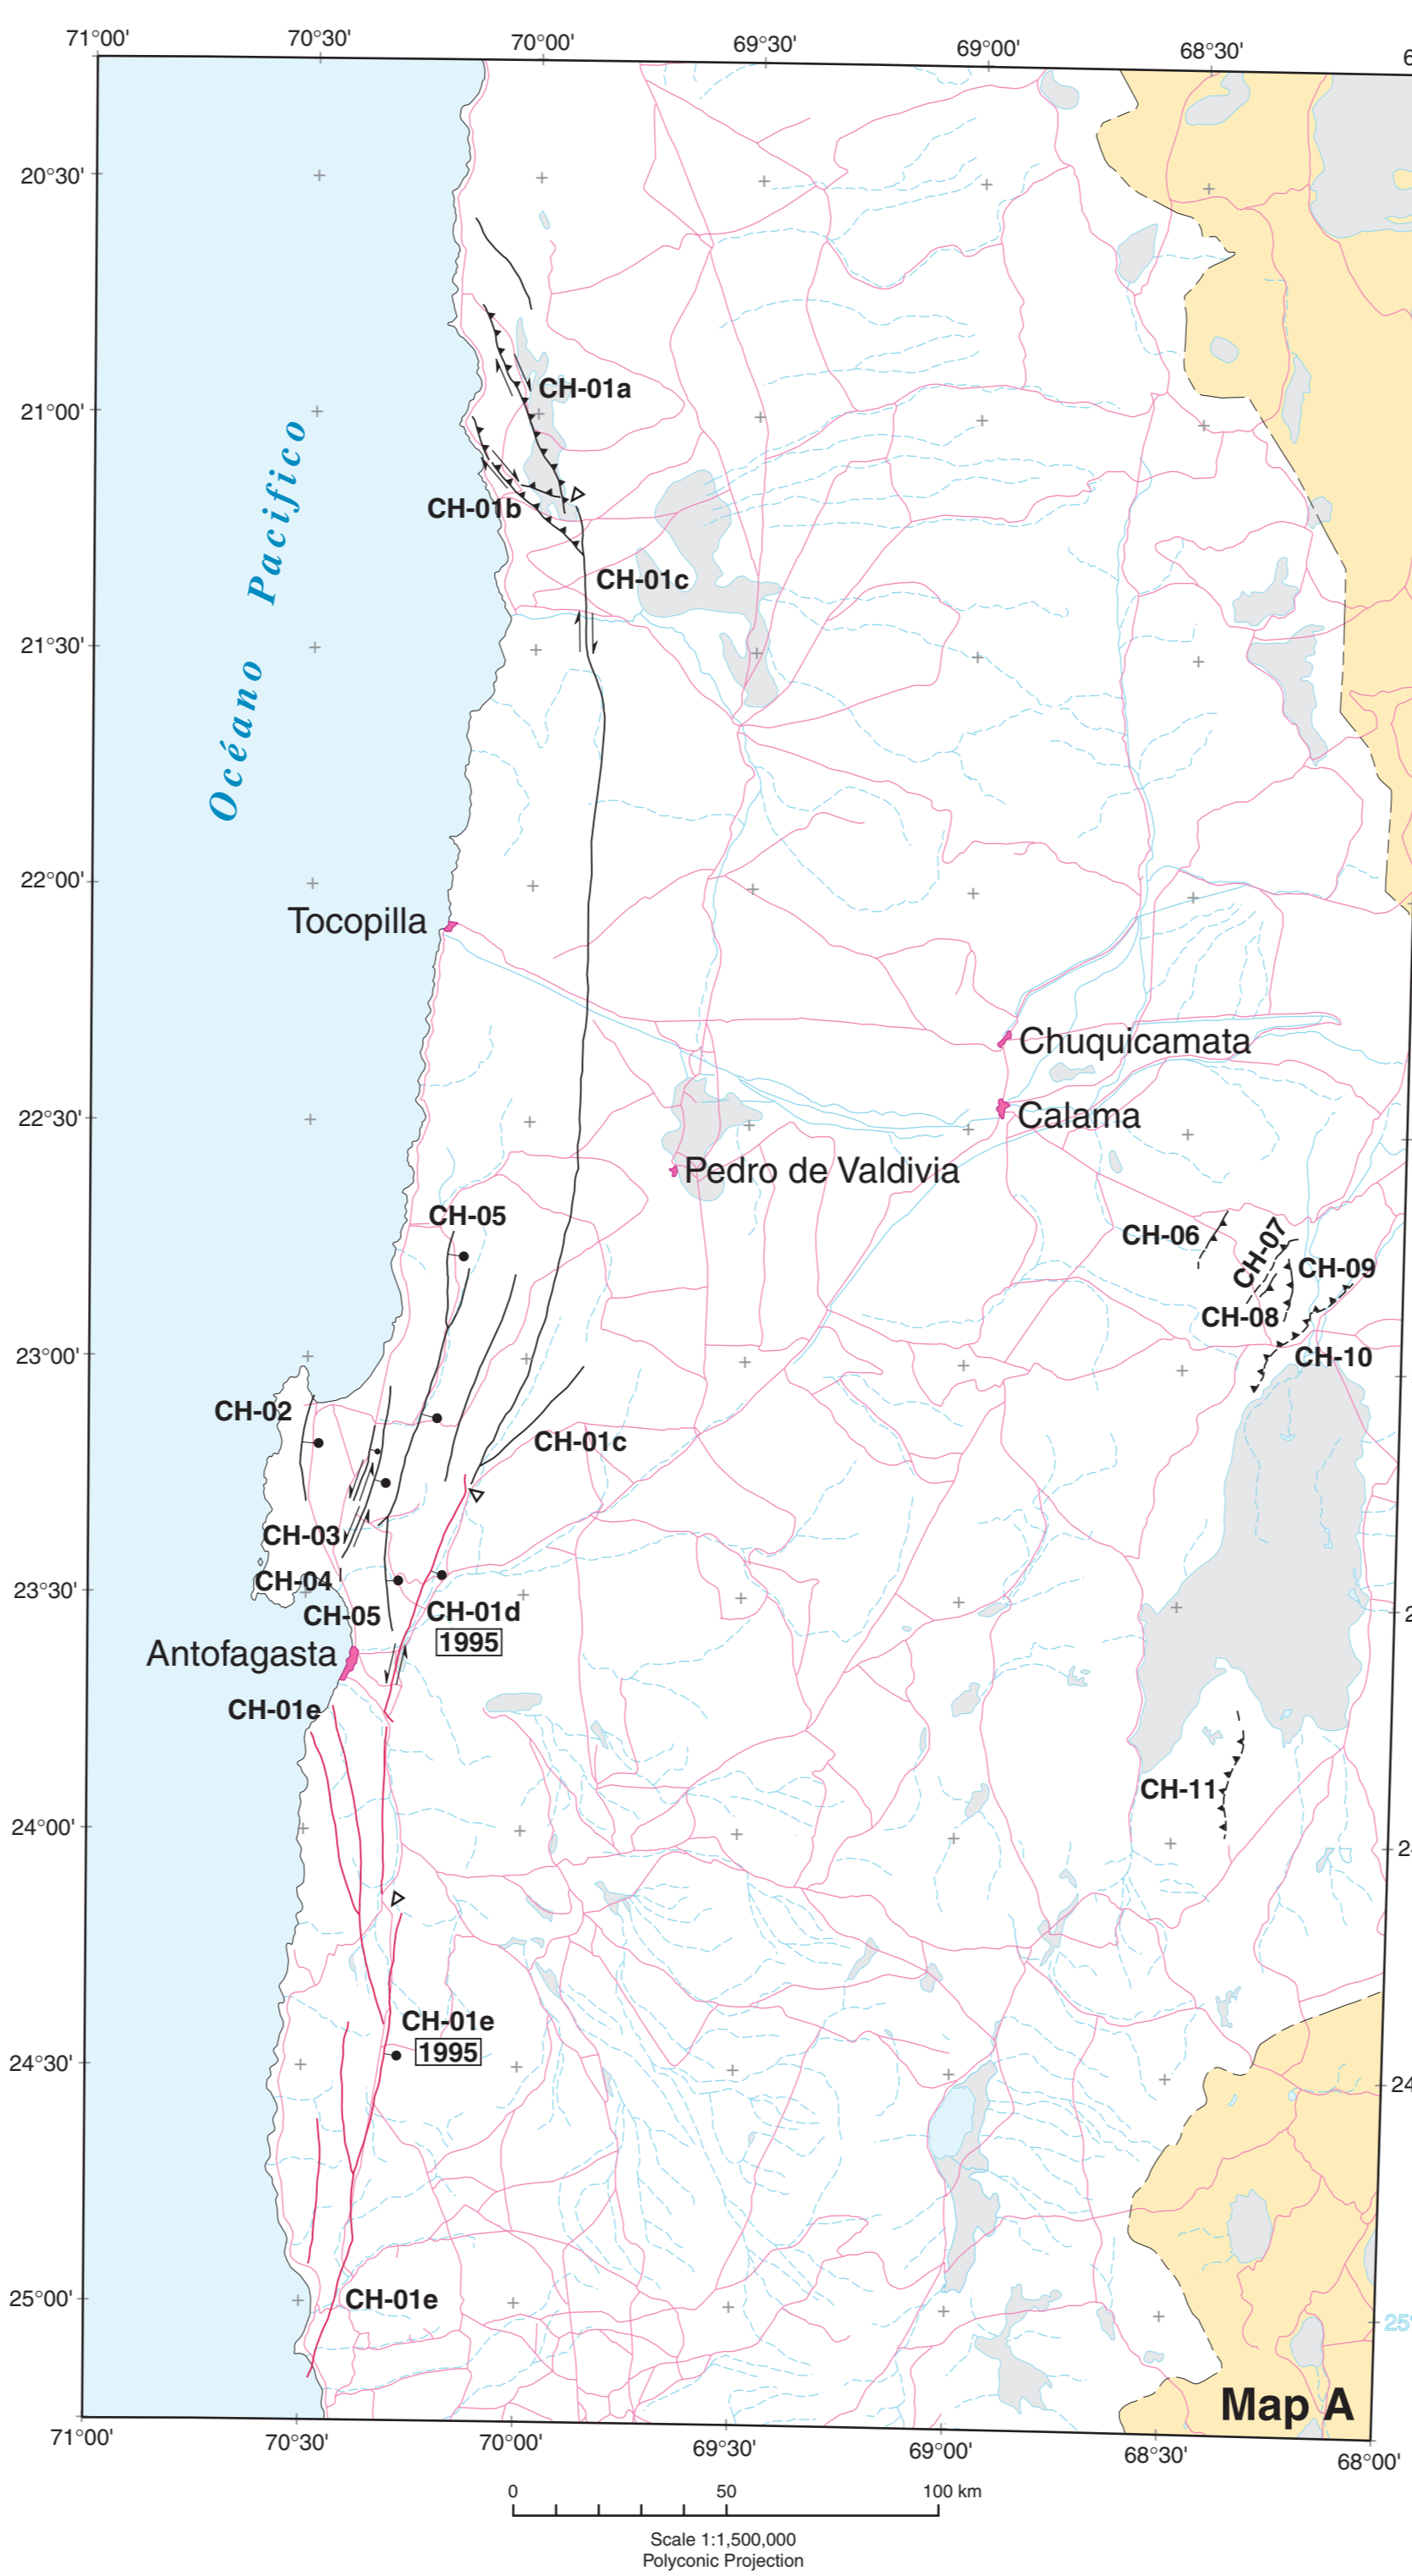 71°00'
70°30'
70°00'
69°30'
69°00'
68°30'
20°30'
CH-01a
21°00'
Océano Pacifico
CH-01b
CH-01c
21°30'
22°00'
Tocopilla
Chuquicamata
Calama
22°30'
Pedro de Valdivia
CH-05
CH-06
CH-07
CH-09
CH-08
23°00'
CH-10
CH-02
CH-01c
CH-03
CH-04
23°30'
CH-05
CH-01d
1995
Antofagasta
CH-01e
CH-11
24°00'
CH-01e
1995
24°30'
24
25°00'
CH-01e
25°
Map A
71°00'
70°30'
70°00'
69°30'
69°00'
68°30'
68°00'
0 50 100 km
Scale 1:1,500,000
Polyconic Projection